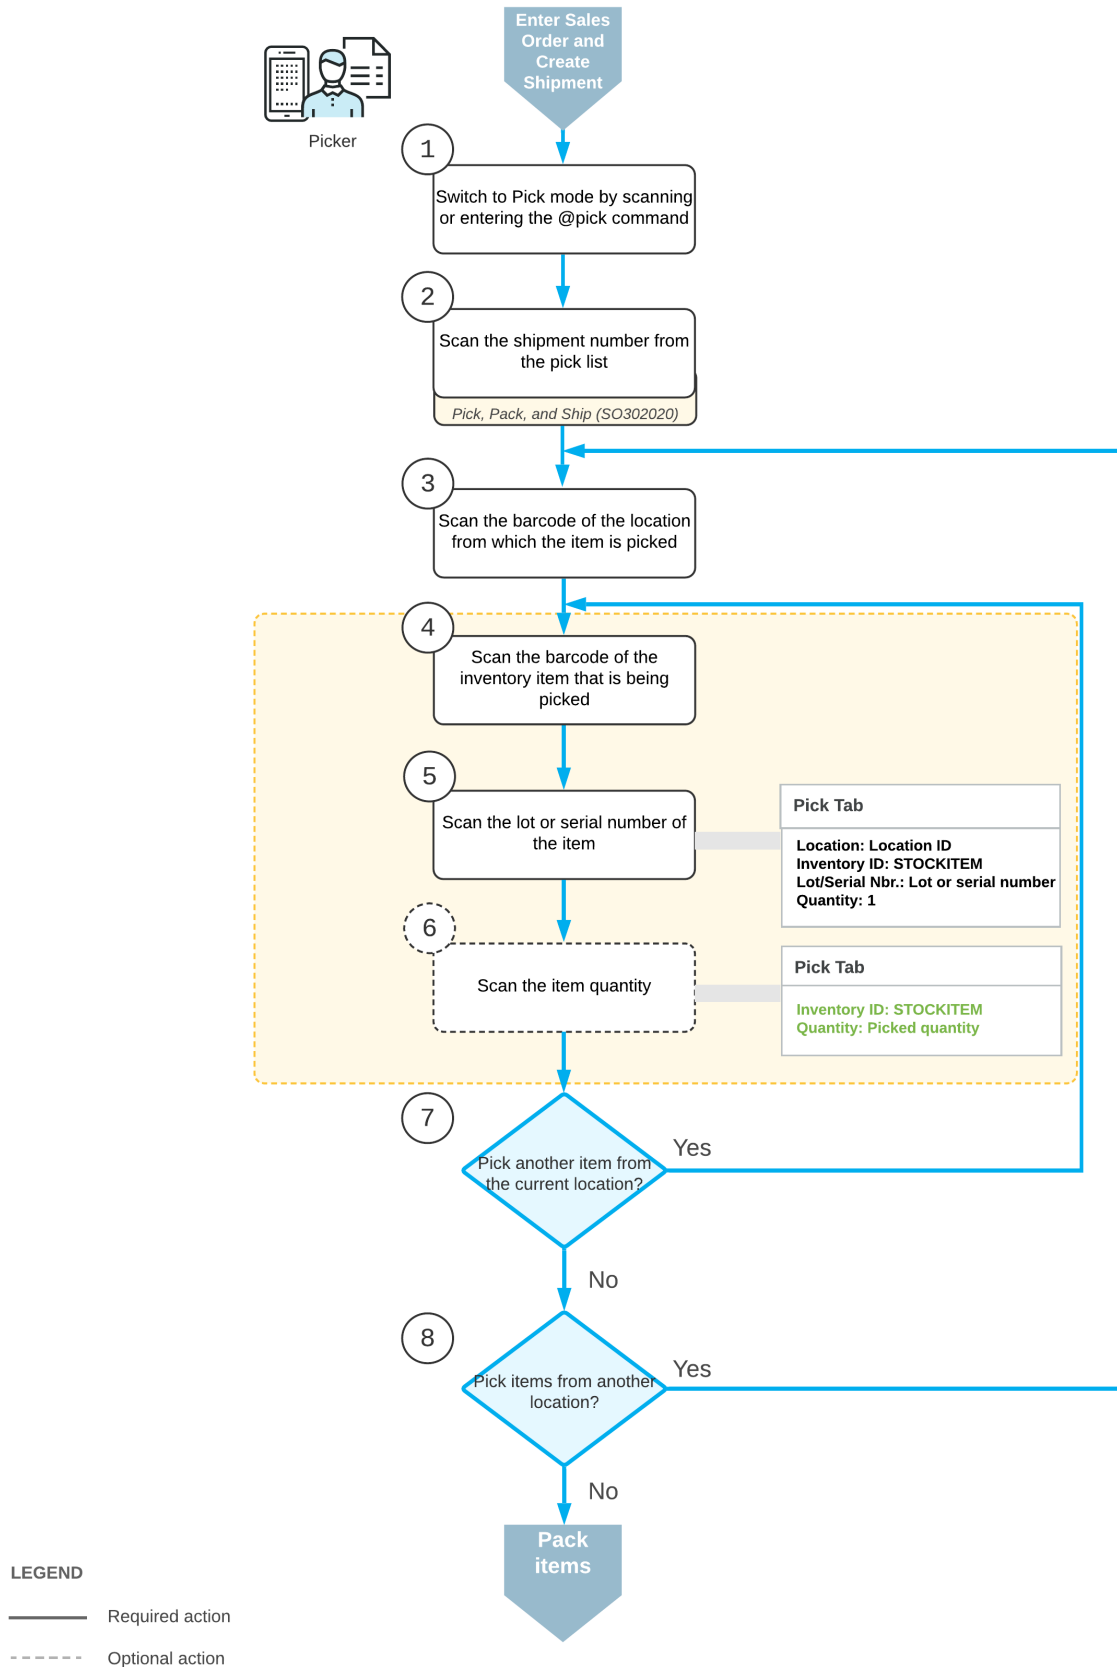 Enter Sales
Order and
Create
Shipment
Picker
1
Switch to Pick mode by scanning
or entering the @pick command
2
Scan the shipment number from
the pick list
Pick, Pack, and Ship (SO302020)
3
Scan the barcode of the location
from which the item is picked
4
Scan the barcode of the
inventory item that is being
picked
5
Scan the lot or serial number of
the item
Pick Tab
Location: Location ID
Inventory ID: STOCKITEM
Lot/Serial Nbr.: Lot or serial number
Quantity: 1
6
Scan the item quantity
Pick Tab
Inventory ID: STOCKITEM
Quantity: Picked quantity
7
Pick another item from
the current location?
Yes
No
8
Pick items from another
location?
Yes
No
Pack
items
LEGEND
Required action
Optional action